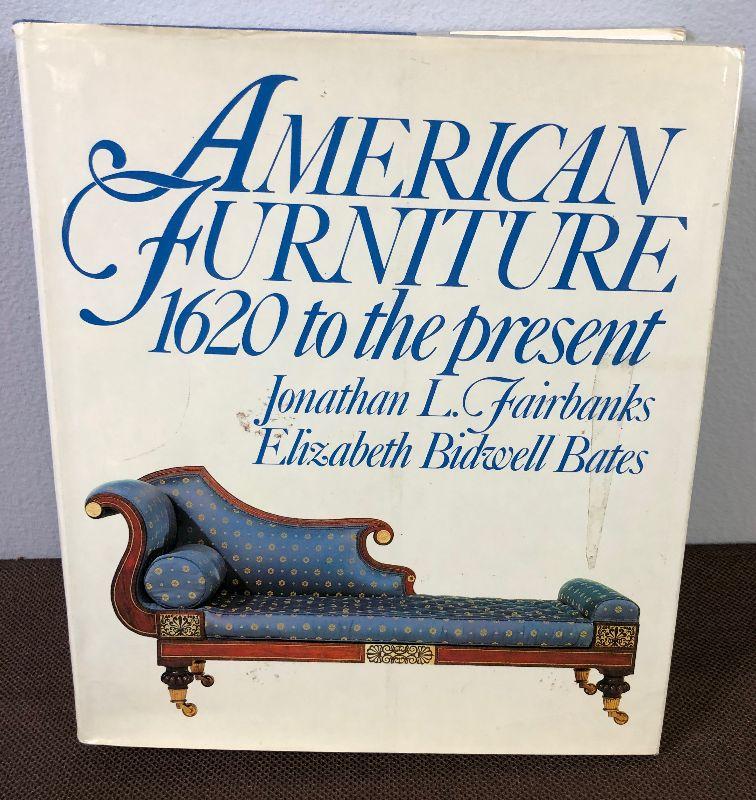 AMERICAN
FURNITURE
1620 to the present
Jonathan L. Fairbanks
Elizabeth Bidwell Bates